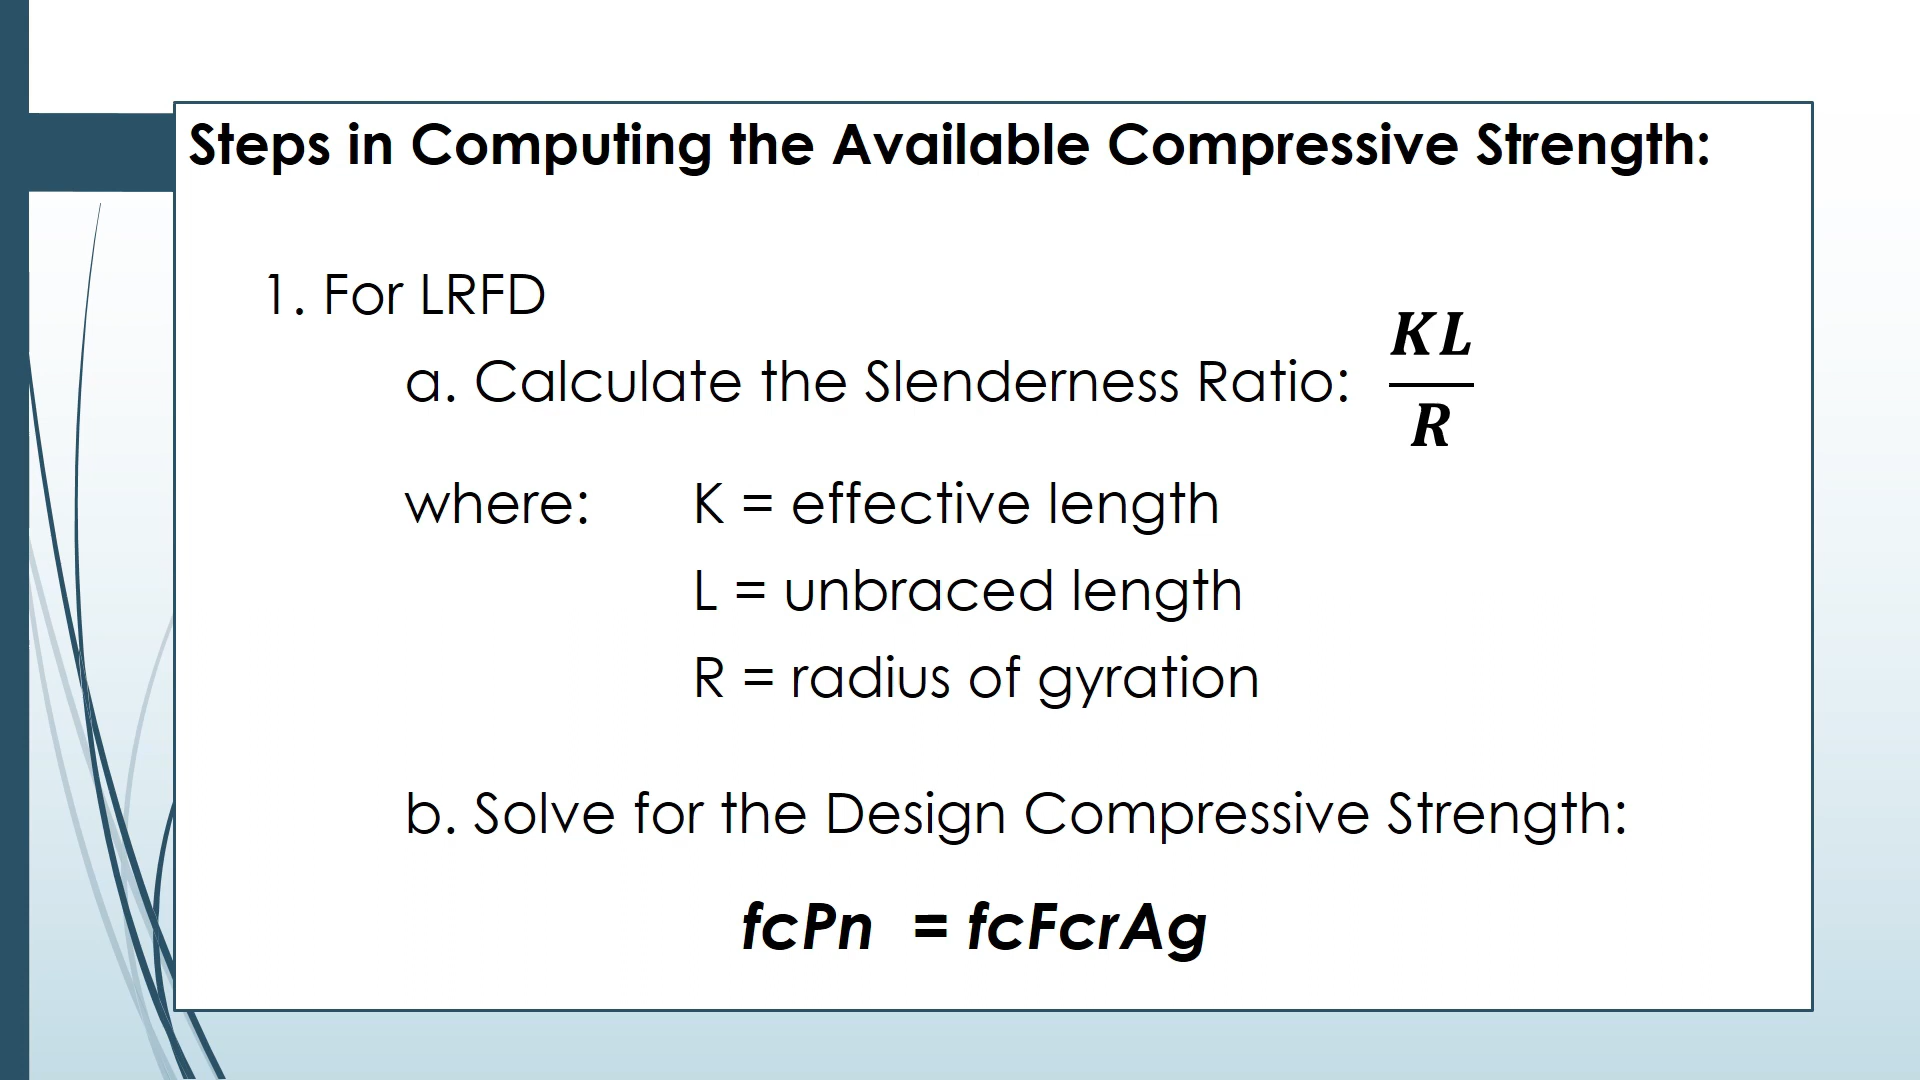 Steps in Computing the Available Compressive Strength:
1. For LRFD
a. Calculate the Slenderness Ratio: KL/R
where: K = effective length
L = unbraced length
R = radius of gyration
b. Solve for the Design Compressive Strength:
fcPn = fcFcrAg